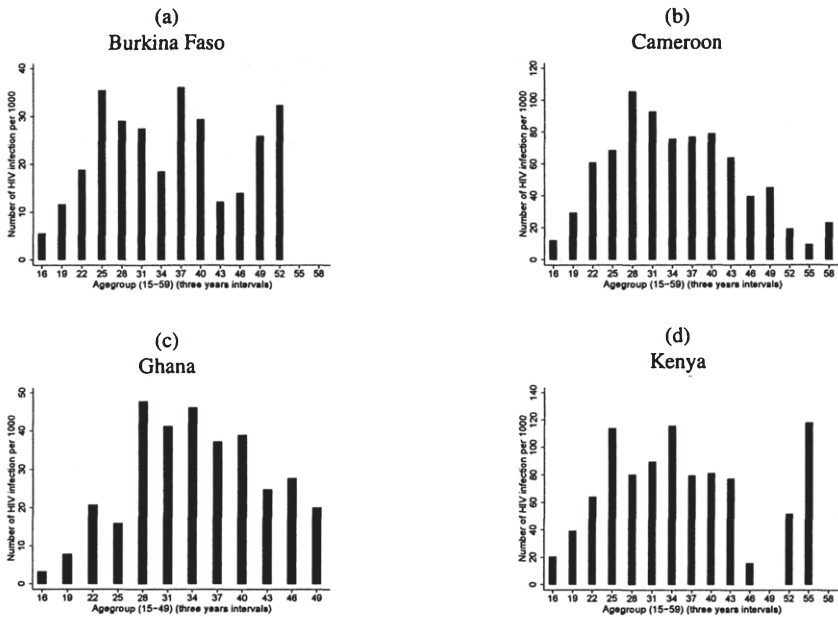 (a)
Burkina Faso
Number of HIV infection per 1000
0 10 20 30 40
16 19 22 25 28 31 34 37 40 43 46 49 52 55 58
Agegroup (15-59) (three years intervals)
(b)
Cameroon
Number of HIV infection per 1000
0 20 40 60 80 100 120
16 19 22 25 28 31 34 37 40 43 46 49 52 55 58
Agegroup (15-59) (three years intervals)
(c)
Ghana
Number of HIV infection per 1000
0 10 20 30 40 50
16 19 22 25 28 31 34 37 40 43 46 49
Agegroup (15-49) (three years intervals)
(d)
Kenya
Number of HIV infection per 1000
0 20 40 60 80 100 120 140
16 19 22 25 28 31 34 37 40 43 46 49 52 55 58
Agegroup (15-59) (three years intervals)